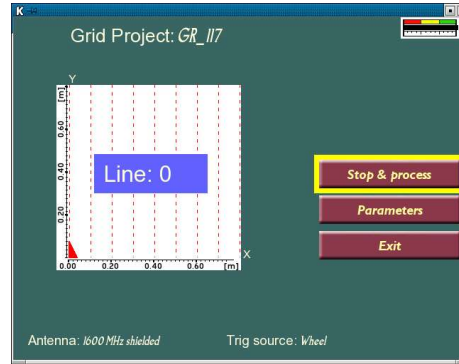 K
Grid Project: GR_117
Y
[m]
0.60
0.40
0.20
Line: 0
X
0.00 0.20 0.40 0.60 [m]
Stop & process
Parameters
Exit
Antenna: 1600 MHz shielded Trig source: Wheel